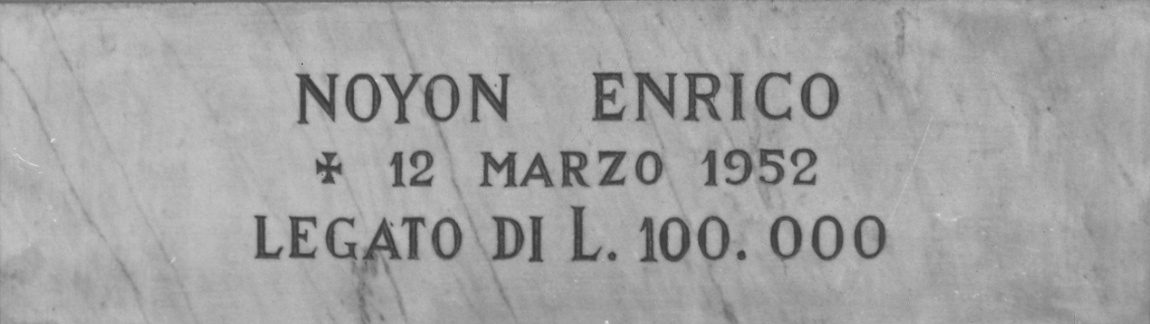 NOYON ENRICO
✠ 12 MARZO 1952
LEGATO DI L. 100.000